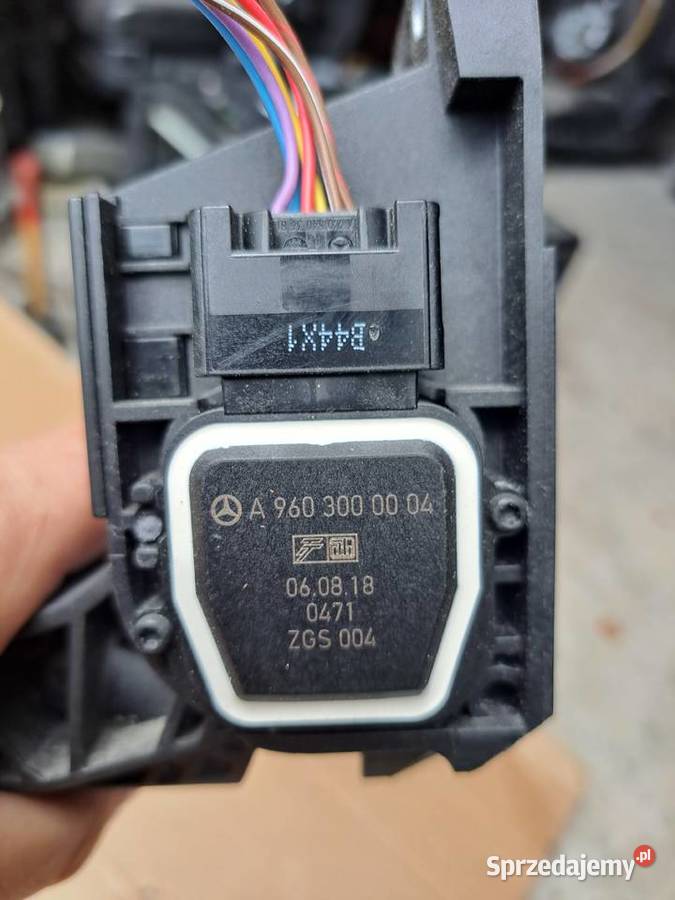 B44X1
A 960 300 00 04
06.08.18
0471
ZGS 004
Sprzedajemy.pl